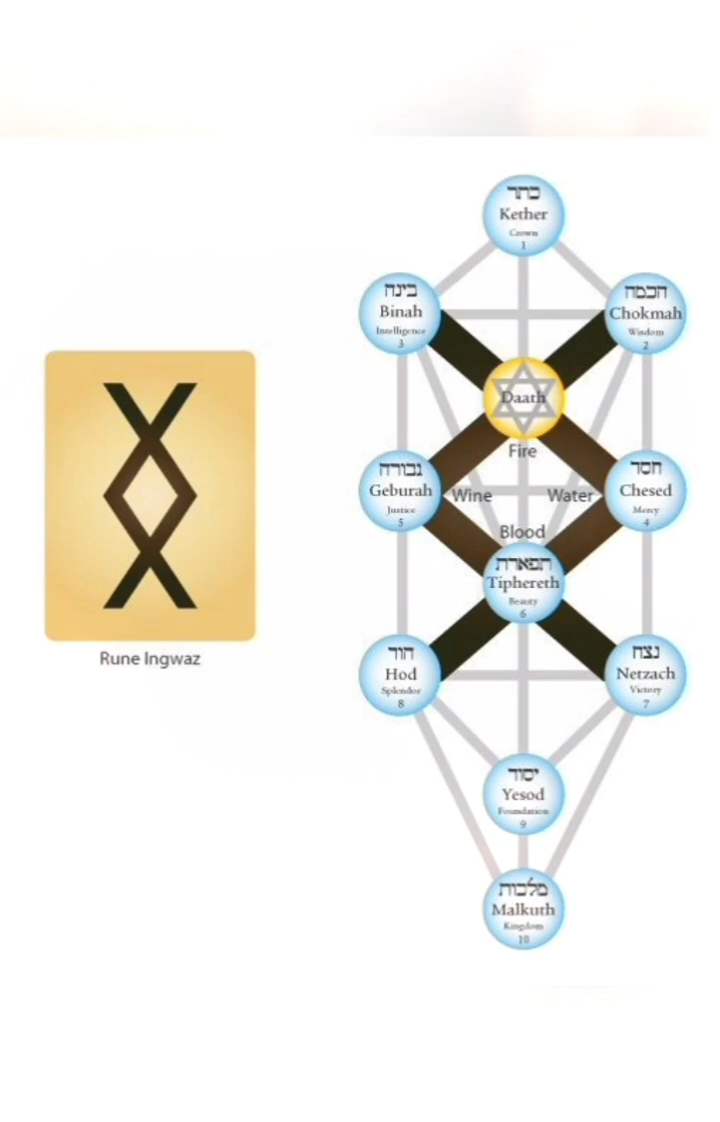 כתר
Kether
Crown
1
בינה
Binah
Intelligence
3
חכמה
Chokmah
Wisdom
2
Daath
Fire
גבורה
Geburah
Justice
5
Wine
Water
חסד
Chesed
Mercy
4
Blood
תפארת
Tiphereth
Beauty
6
Rune Ingwaz
הוד
Hod
Splendor
8
נצח
Netzach
Victory
7
יסוד
Yesod
Foundation
9
מלכות
Malkuth
Kingdom
10